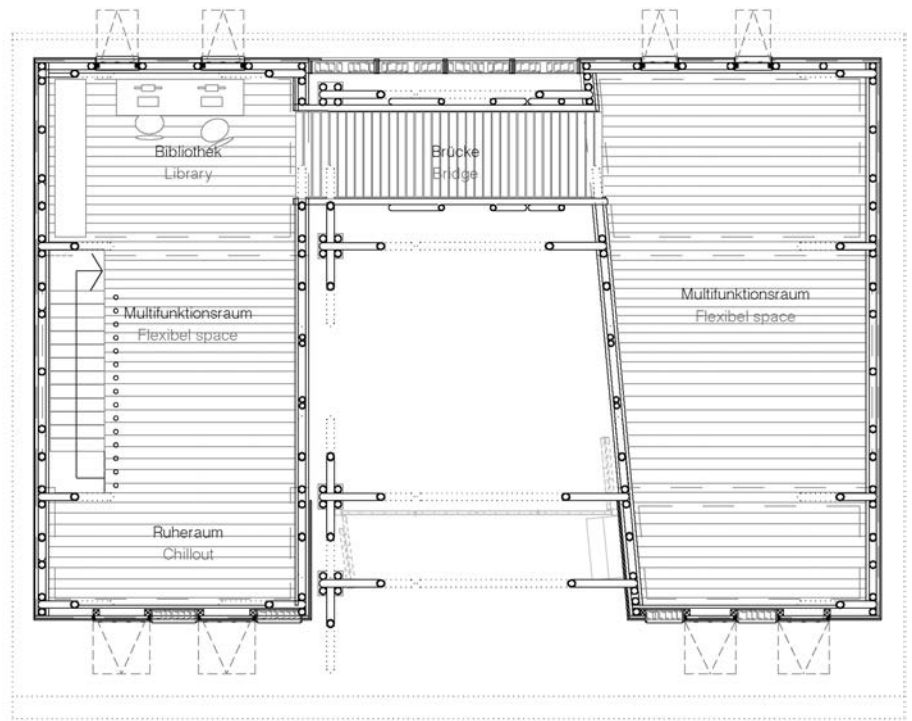 Bibliothek
Library
Brücke
Bridge
Multifunktionsraum
Flexibel space
Multifunktionsraum
Flexibel space
Ruheraum
Chillout